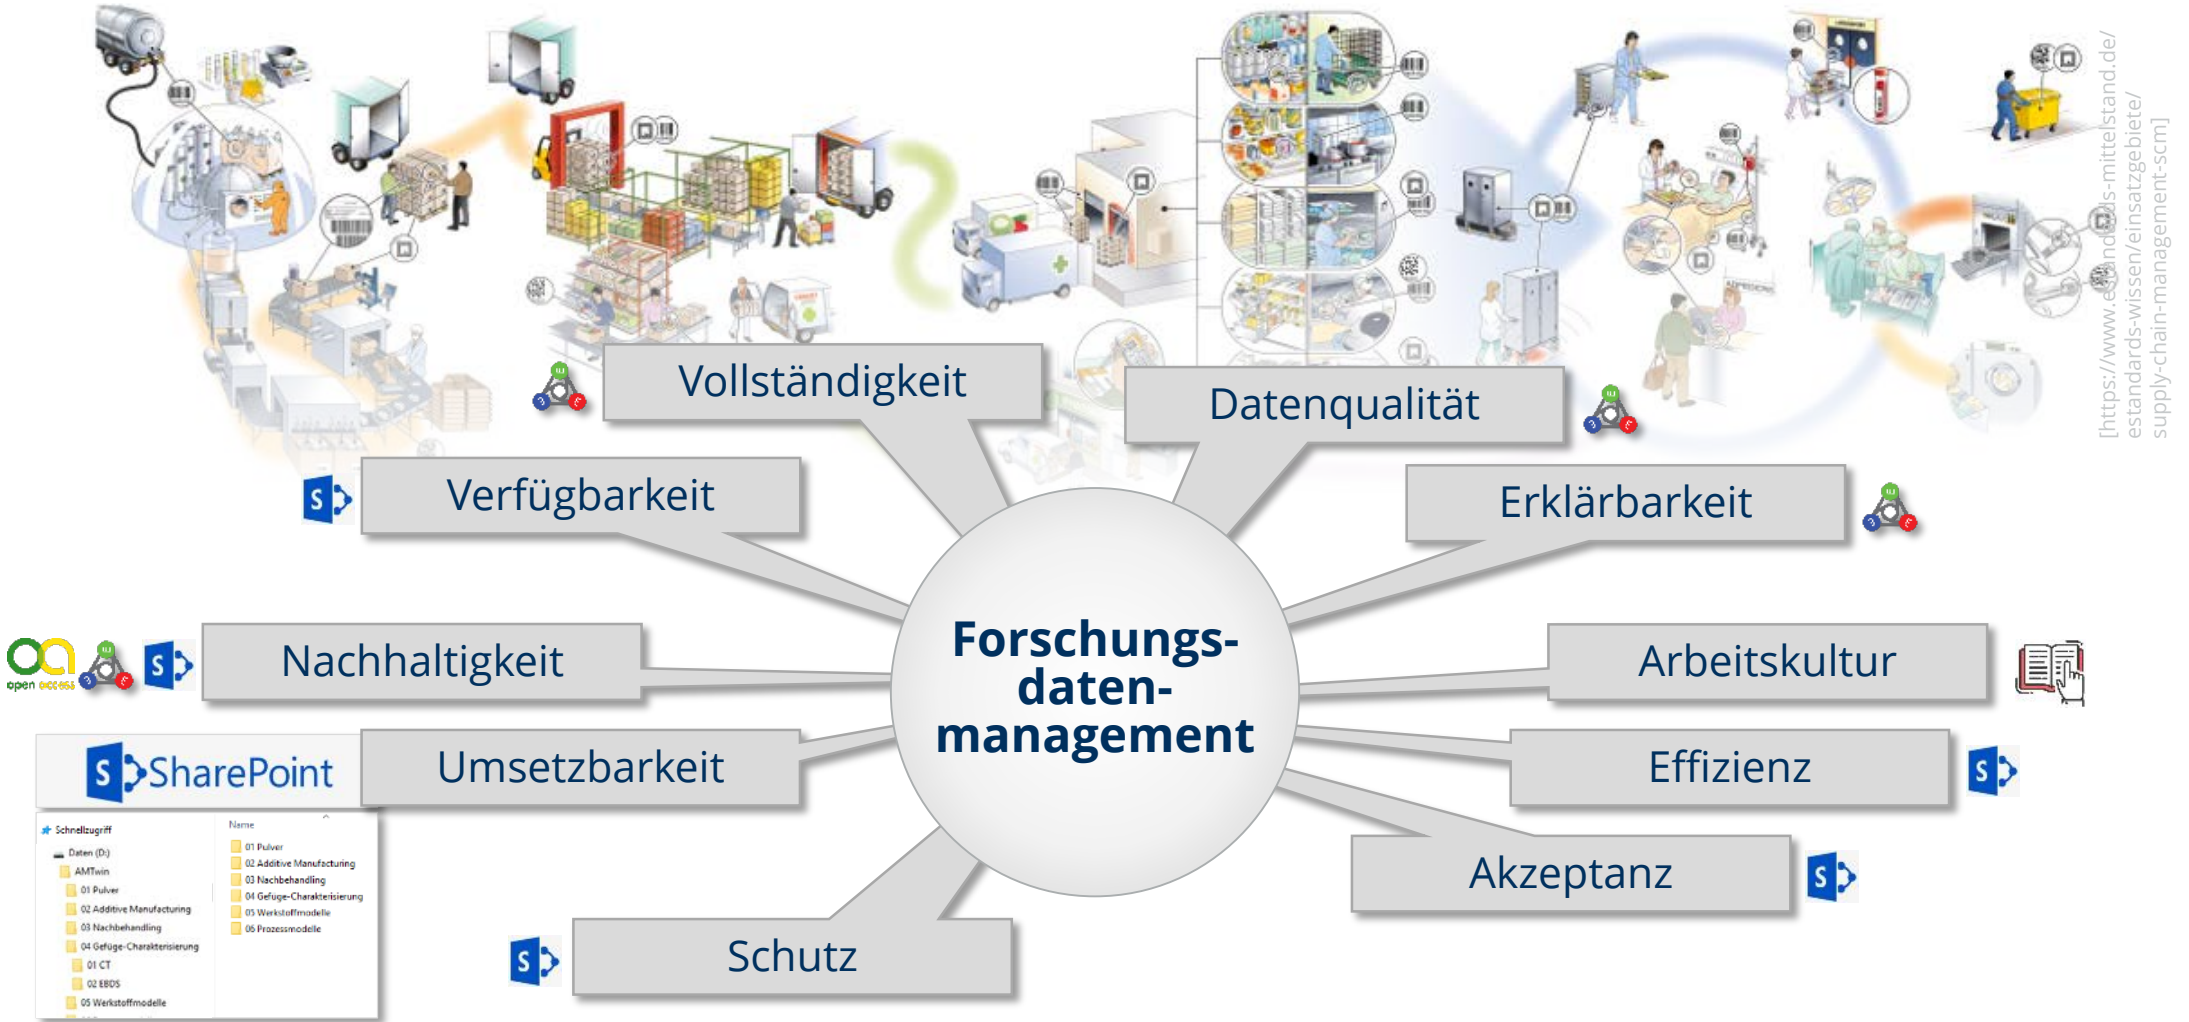 [https://www.estandards-mittelstand.de/
estandards-wissen/einsatzgebiete/
supply-chain-management-scm]
Vollständigkeit
Datenqualität
Verfügbarkeit
Erklärbarkeit
Forschungs-
daten-
management
Nachhaltigkeit
open access
Arbeitskultur
Umsetzbarkeit
Effizienz
Akzeptanz
Schutz
S SharePoint
Schnellzugriff
Daten (D:)
AMTwin
01 Pulver
02 Additive Manufacturing
03 Nachbehandlung
04 Gefüge-Charakterisierung
01 CT
02 EBDS
05 Werkstoffmodelle
Name
01 Pulver
02 Additive Manufacturing
03 Nachbehandlung
04 Gefüge-Charakterisierung
05 Werkstoffmodelle
06 Prozessmodelle